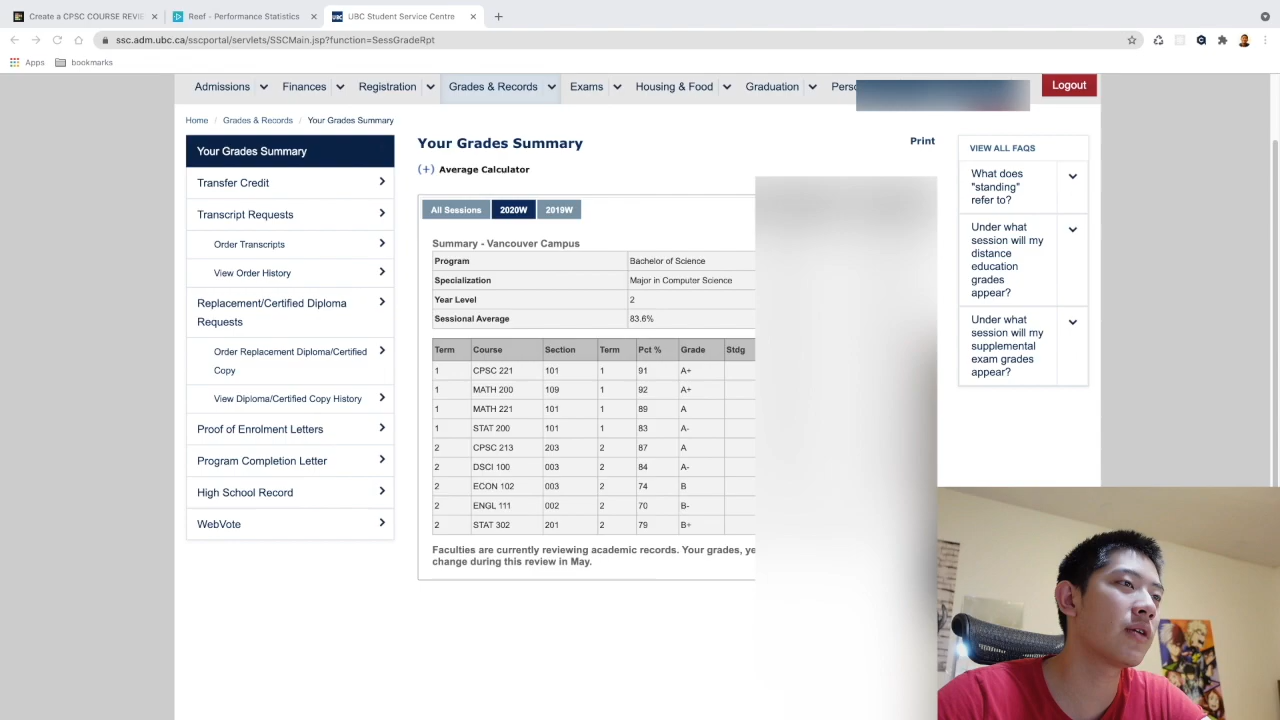 Create a CPSC COURSE REVIE
Reef - Performance Statistics
UBC Student Service Centre
ssc.adm.ubc.ca/sscportal/servlets/SSCMain.jsp?function=SessGradeRpt
Apps bookmarks
Admissions Finances Registration Grades & Records Exams Housing & Food Graduation Perso
Logout
Home / Grades & Records / Your Grades Summary
Your Grades Summary
Transfer Credit
Transcript Requests
Order Transcripts
View Order History
Replacement/Certified Diploma
Requests
Order Replacement Diploma/Certified
Copy
View Diploma/Certified Copy History
Proof of Enrolment Letters
Program Completion Letter
High School Record
WebVote
Your Grades Summary
Print
(+) Average Calculator
All Sessions 2020W 2019W
Summary - Vancouver Campus
Program Bachelor of Science
Specialization Major in Computer Science
Year Level 2
Sessional Average 83.6%
Term Course Section Term Pct % Grade Stdg
1 CPSC 221 101 1 91 A+
1 MATH 200 109 1 92 A+
1 MATH 221 101 1 89 A
1 STAT 200 101 1 83 A-
2 CPSC 213 203 2 87 A
2 DSCI 100 003 2 84 A-
2 ECON 102 003 2 74 B
2 ENGL 111 002 2 70 B-
2 STAT 302 201 2 79 B+
Faculties are currently reviewing academic records. Your grades, ye
change during this review in May.
VIEW ALL FAQS
What does
"standing"
refer to?
Under what
session will my
distance
education
grades
appear?
Under what
session will my
supplemental
exam grades
appear?